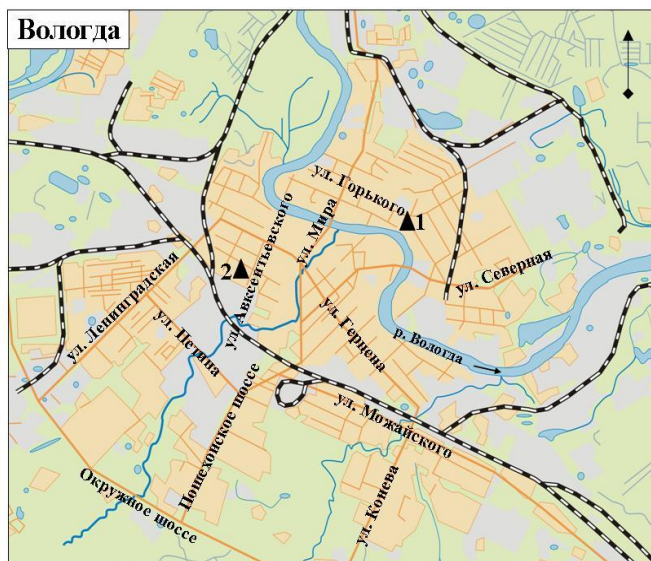 Вологда
ул. Горького
1
ул. Мира
ул. Авксентьевского
2
ул. Северная
ул. Ленинградская
ул. Петина
ул. Герцена
р. Вологда
ул. Можайского
Пошехонское шоссе
Окружное шоссе
ул. Конева